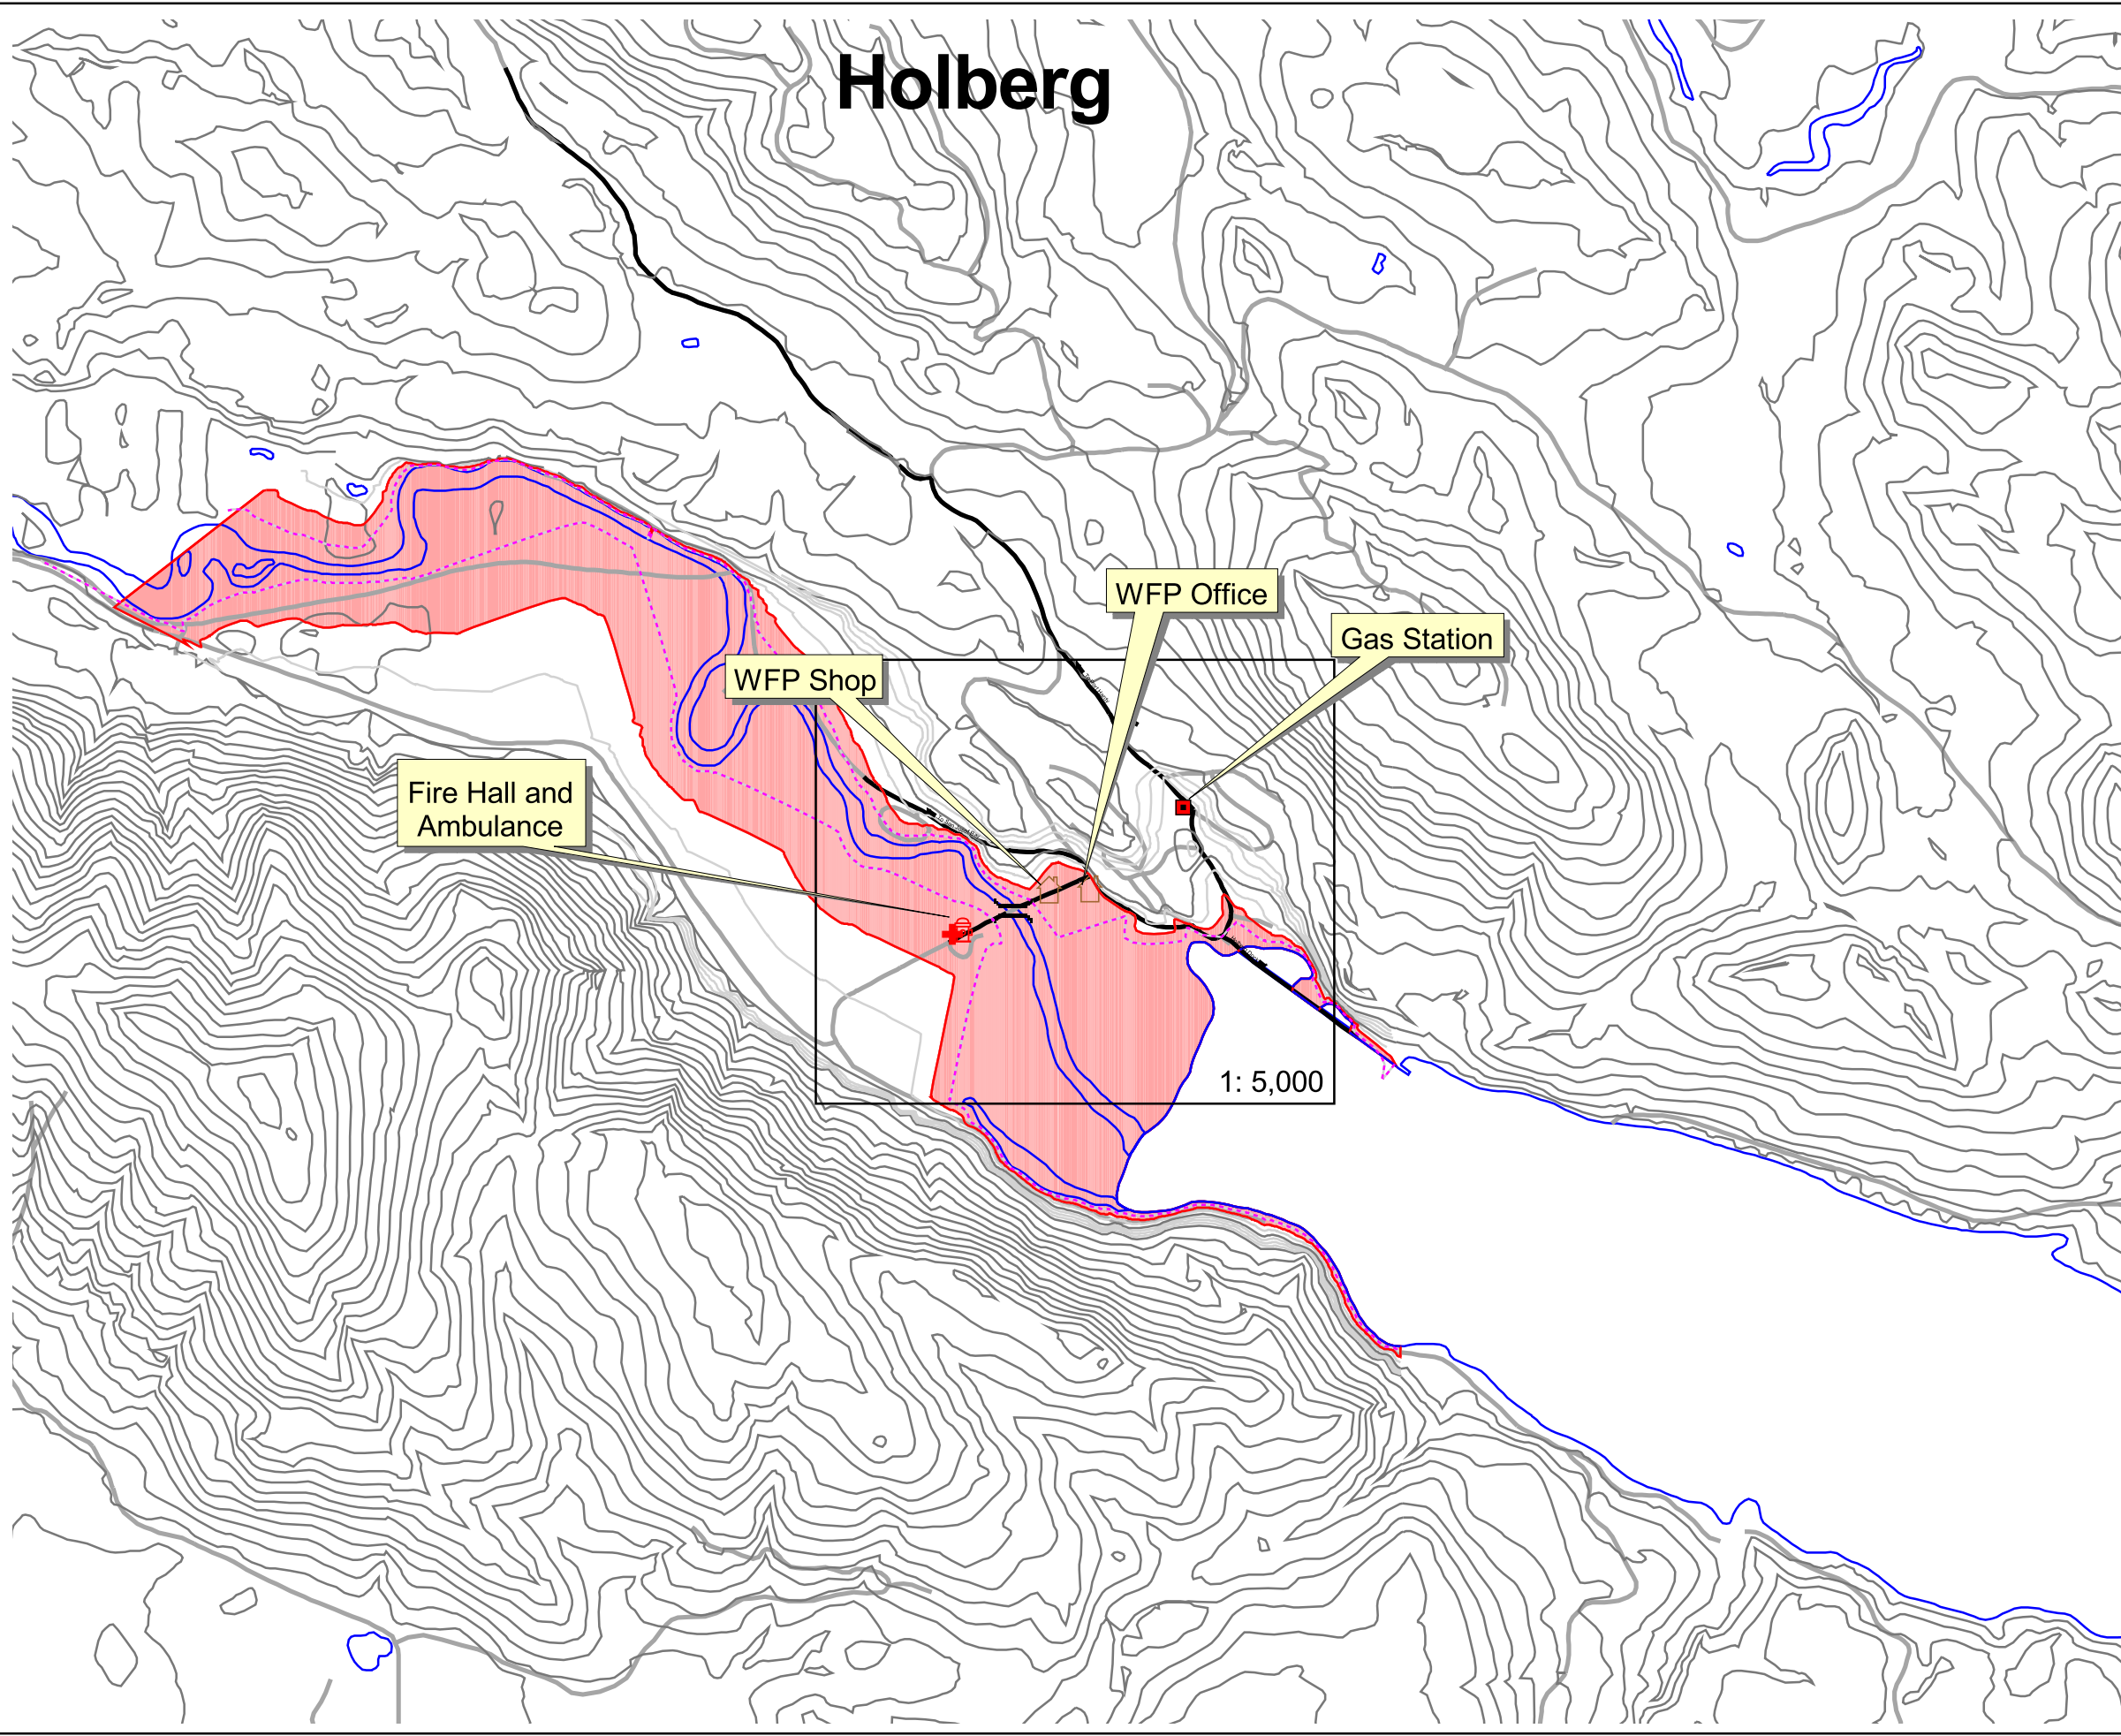 Holberg
WFP Office
Gas Station
WFP Shop
Fire Hall and
Ambulance
1: 5,000